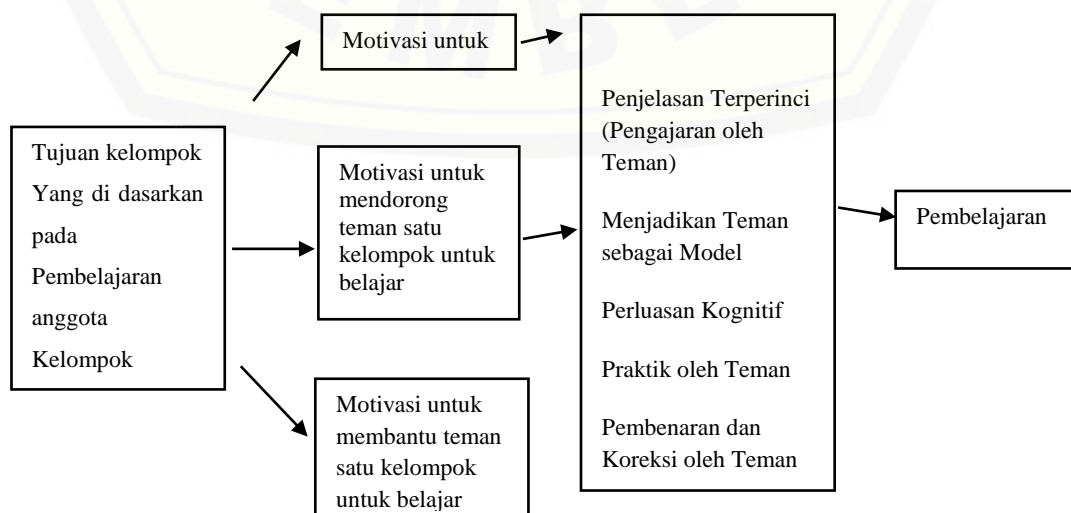 Motivasi untuk
Tujuan kelompok
Yang di dasarkan
pada
Pembelajaran
anggota
Kelompok
Motivasi untuk
mendorong
teman satu
kelompok untuk
belajar
Motivasi untuk
membantu teman
satu kelompok
untuk belajar
Penjelasan Terperinci
(Pengajaran oleh
Teman)
Menjadikan Teman
sebagai Model
Perluasan Kognitif
Praktik oleh Teman
Pembenaran dan
Koreksi oleh Teman
Pembelajaran